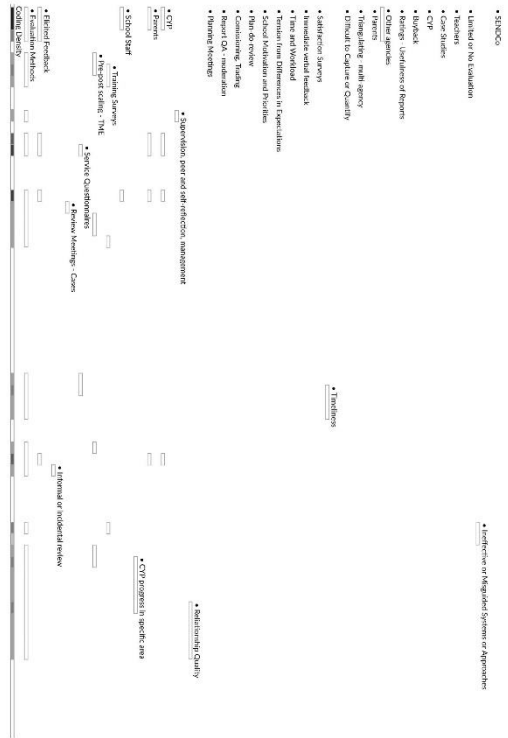 SENDCo
Ineffective or Misguided Systems or Approaches
Limited or No Evaluation
Teachers
Case Studies
CYP
Buyback
Ratings - Usefulness of Reports
Other agencies
Parents
Triangulating - multi agency
Difficult to Capture or Quantify
Timeliness
Satisfaction Surveys
Immediate verbal feedback
Time and Workload
Tension from Differences in Expectations
School Motivation and Priorities
Plan do review
Comissioning, Trading
Report QA - moderation
Planning Meetings
Relationship Quality
Supervision, peer and self-reflection, management
CYP
Parents
CYP progress in specific area
School Staff
Training Surveys
Pre-post scaling - TME
Service Questionnaires
Review Meetings - Cases
Informal or incidental review
Elicited Feedback
Evaluation Methods
Coding Density